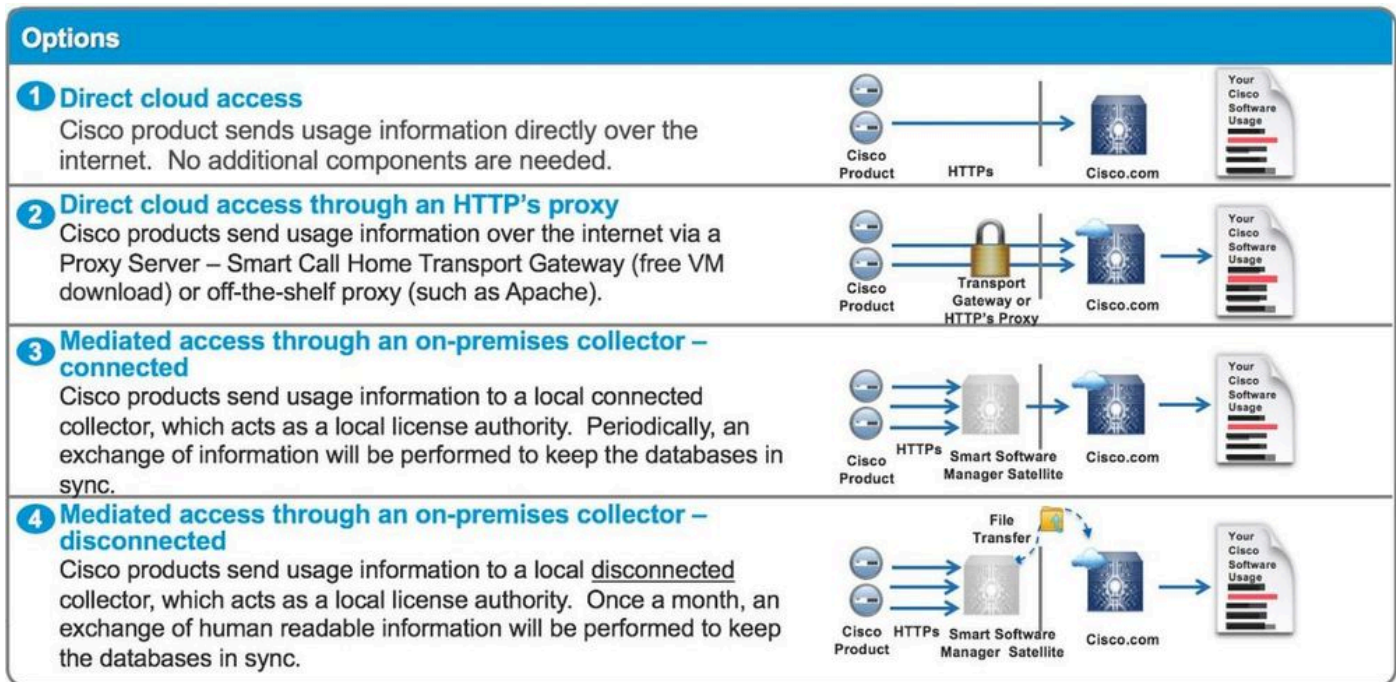 Options
1 Direct cloud access
Cisco product sends usage information directly over the
internet. No additional components are needed.
Cisco
Product
HTTPs
Cisco.com
Your
Cisco
Software
Usage
2 Direct cloud access through an HTTP's proxy
Cisco products send usage information over the internet via a
Proxy Server – Smart Call Home Transport Gateway (free VM
download) or off-the-shelf proxy (such as Apache).
Cisco
Product
Transport
Gateway or
HTTP's Proxy
Cisco.com
Your
Cisco
Software
Usage
3 Mediated access through an on-premises collector –
connected
Cisco products send usage information to a local connected
collector, which acts as a local license authority. Periodically, an
exchange of information will be performed to keep the databases in
sync.
Cisco
Product
HTTPs
Smart Software
Manager Satellite
Cisco.com
Your
Cisco
Software
Usage
4 Mediated access through an on-premises collector –
disconnected
Cisco products send usage information to a local disconnected
collector, which acts as a local license authority. Once a month, an
exchange of human readable information will be performed to keep
the databases in sync.
File
Transfer
Cisco
Product
HTTPs
Smart Software
Manager Satellite
Cisco.com
Your
Cisco
Software
Usage